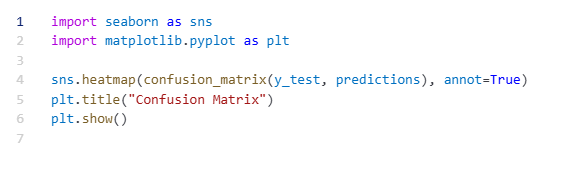 1 import seaborn as sns
2 import matplotlib.pyplot as plt
3
4 sns.heatmap(confusion_matrix(y_test, predictions), annot=True)
5 plt.title("Confusion Matrix")
6 plt.show()
7